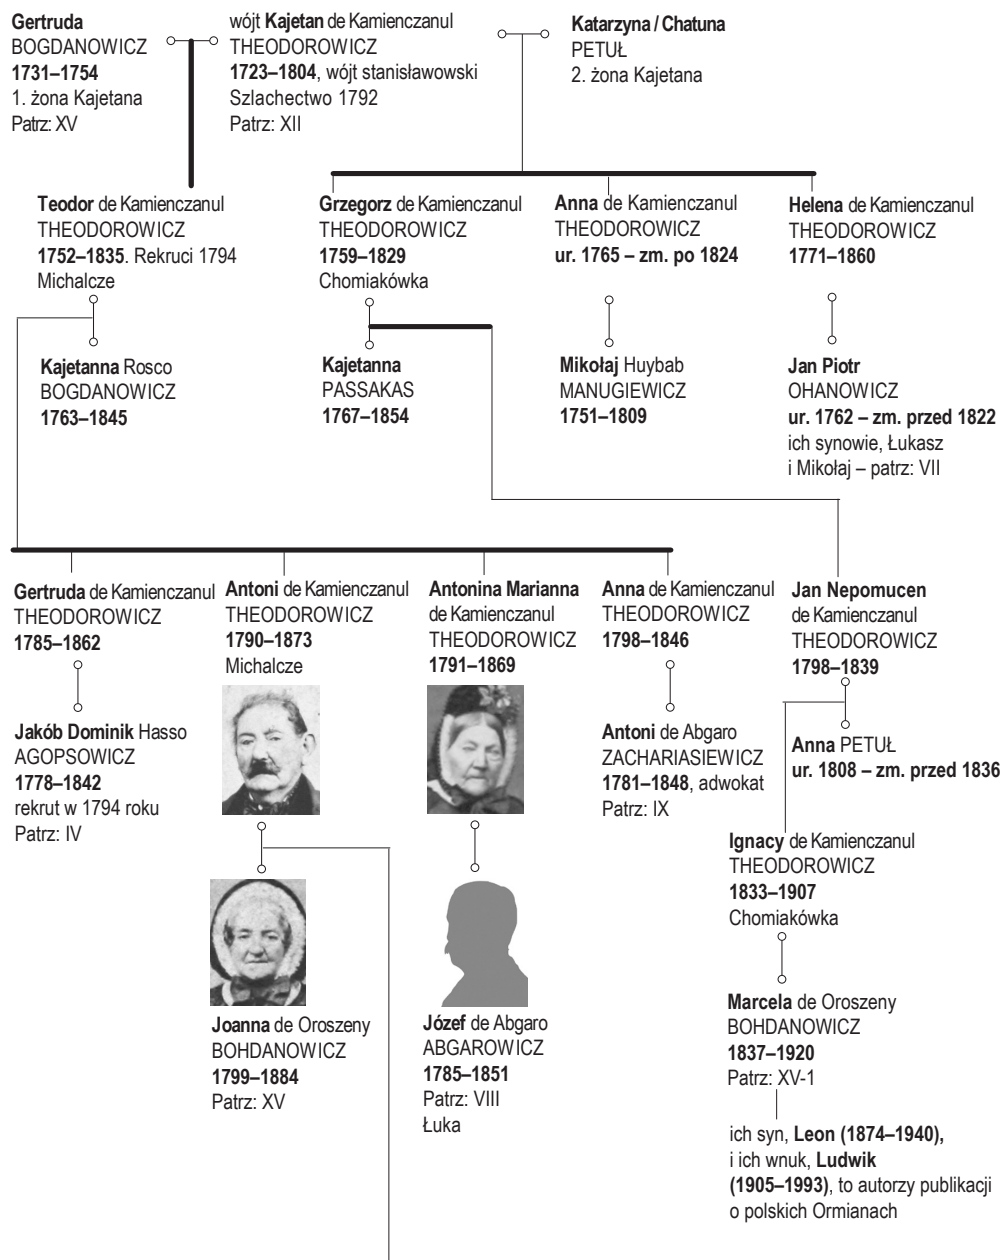 Gertruda
BOGDANOWICZ
1731–1754
1. żona Kajetana
Patrz: XV
wójt Kajetan de Kamienczanul
THEODOROWICZ
1723–1804, wójt stanisławowski
Szlachectwo 1792
Patrz: XII
Katarzyna / Chatuna
PETUŁ
2. żona Kajetana
Teodor de Kamienczanul
THEODOROWICZ
1752–1835. Rekruci 1794
Michalcze
Grzegorz de Kamienczanul
THEODOROWICZ
1759–1829
Chomiakówka
Anna de Kamienczanul
THEODOROWICZ
ur. 1765 – zm. po 1824
Helena de Kamienczanul
THEODOROWICZ
1771–1860
Kajetanna Rosco
BOGDANOWICZ
1763–1845
Kajetanna
PASSAKAS
1767–1854
Mikołaj Huybab
MANUGIEWICZ
1751–1809
Jan Piotr
OHANOWICZ
ur. 1762 – zm. przed 1822
ich synowie, Łukasz
i Mikołaj – patrz: VII
Gertruda de Kamienczanul
THEODOROWICZ
1785–1862
Antoni de Kamienczanul
THEODOROWICZ
1790–1873
Michalcze
Antonina Marianna
de Kamienczanul
THEODOROWICZ
1791–1869
Anna de Kamienczanul
THEODOROWICZ
1798–1846
Jan Nepomucen
de Kamienczanul
THEODOROWICZ
1798–1839
Jakób Dominik Hasso
AGOPSOWICZ
1778–1842
rekrut w 1794 roku
Patrz: IV
Antoni de Abgaro
ZACHARIASIEWICZ
1781–1848, adwokat
Patrz: IX
Anna PETUŁ
ur. 1808 – zm. przed 1836
Ignacy de Kamienczanul
THEODOROWICZ
1833–1907
Chomiakówka
Joanna de Oroszeny
BOHDANOWICZ
1799–1884
Patrz: XV
Józef de Abgaro
ABGAROWICZ
1785–1851
Patrz: VIII
Łuka
Marcela de Oroszeny
BOHDANOWICZ
1837–1920
Patrz: XV-1
ich syn, Leon (1874–1940),
i ich wnuk, Ludwik
(1905–1993), to autorzy publikacji
o polskich Ormianach